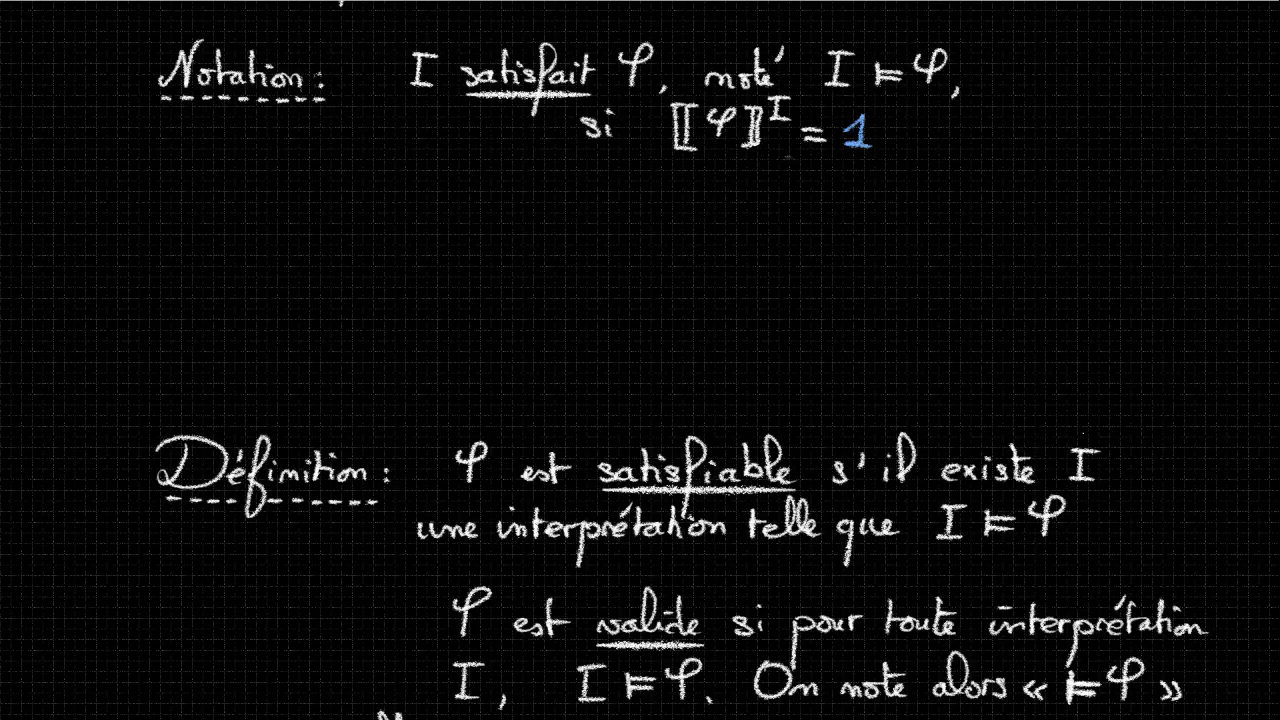 Notation : I satisfait φ, noté I ⊨ φ,
si ⟦φ⟧^I = 1
Définition : φ est satisfiable s'il existe I
une interprétation telle que I ⊨ φ
φ est valide si pour toute interprétation
I, I ⊨ φ. On note alors « ⊨ φ »